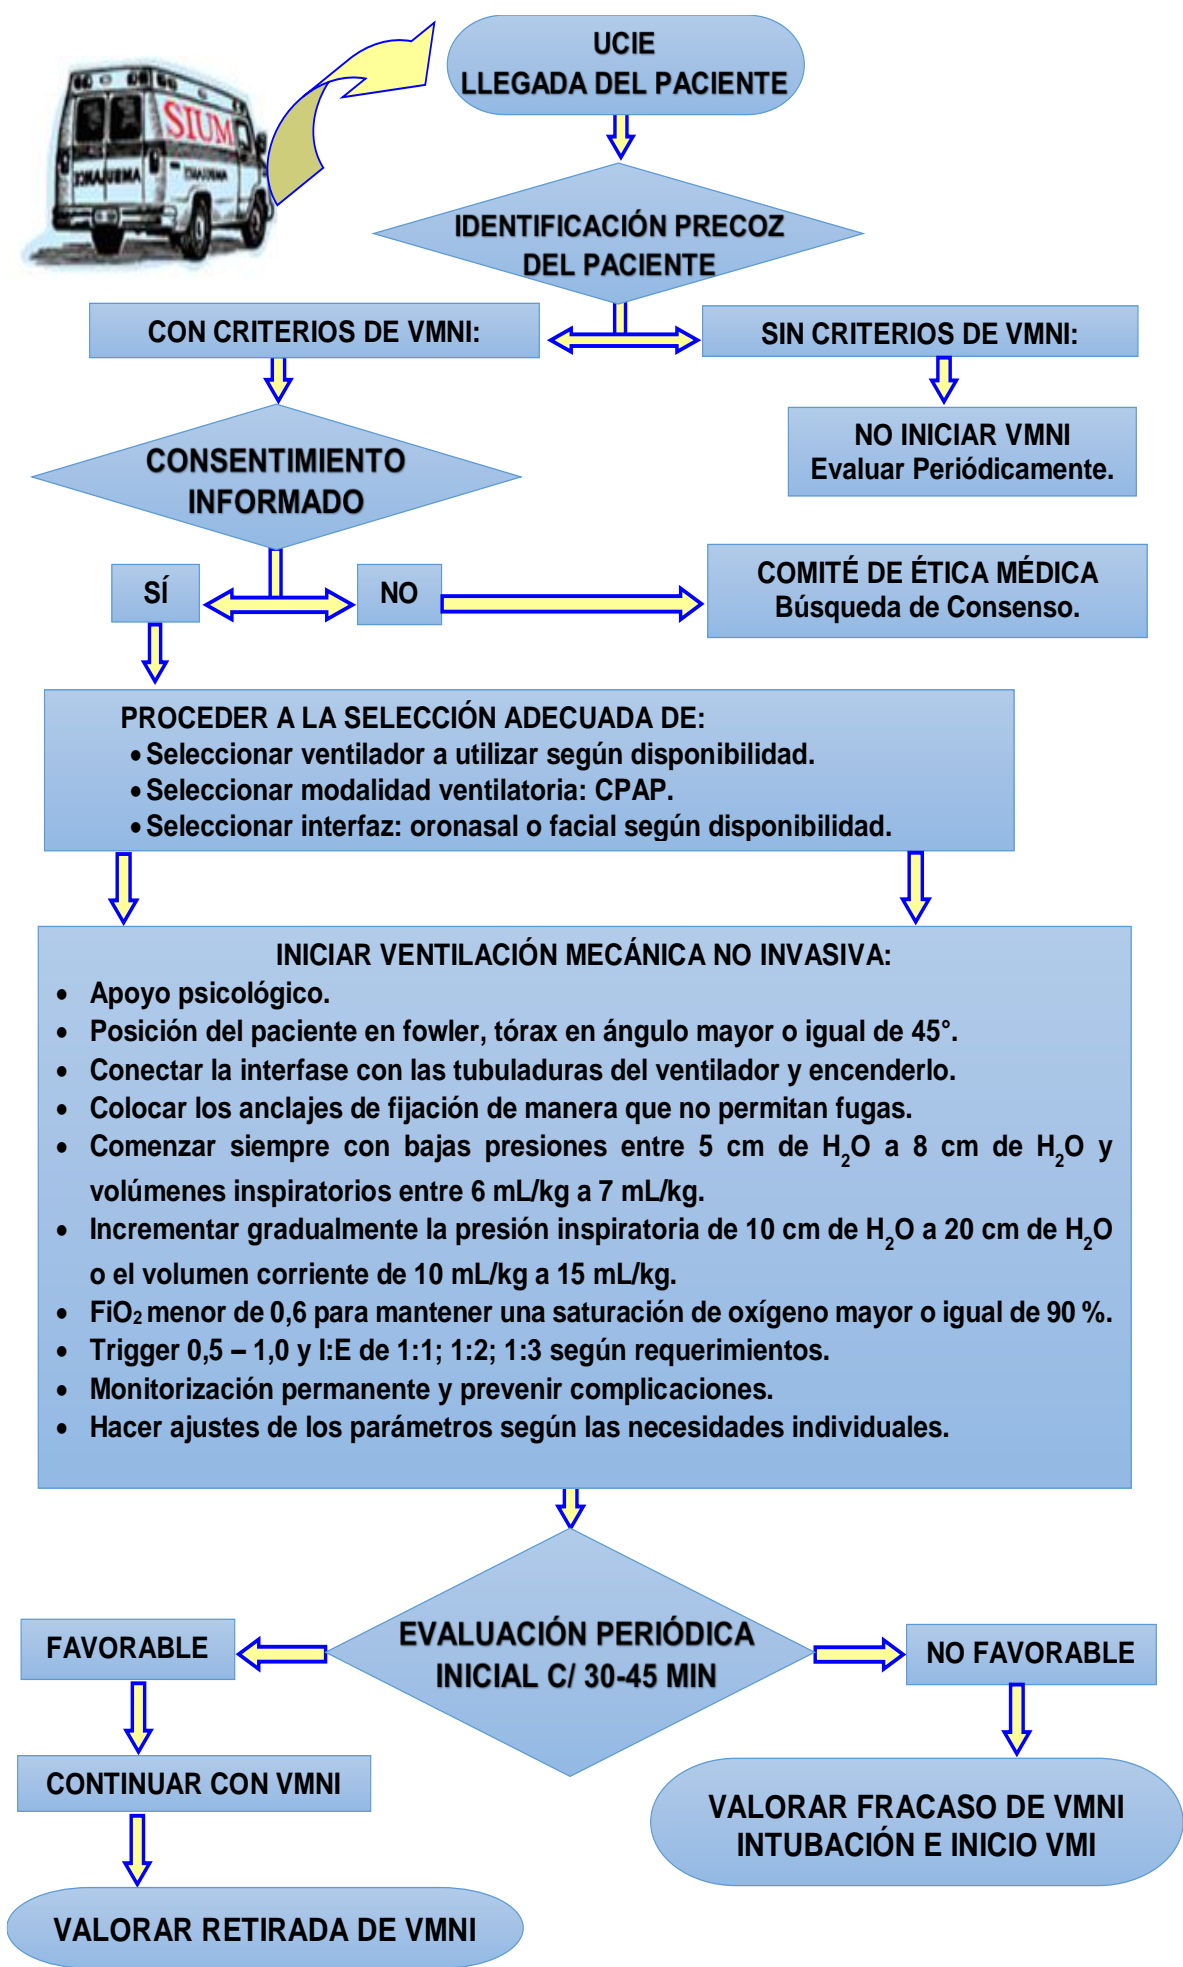 UCIE
LLEGADA DEL PACIENTE
SIUM
IDENTIFICACIÓN PRECOZ
DEL PACIENTE
CON CRITERIOS DE VMNI:
SIN CRITERIOS DE VMNI:
NO INICIAR VMNI
Evaluar Periódicamente.
CONSENTIMIENTO
INFORMADO
SÍ
NO
COMITÉ DE ÉTICA MÉDICA
Búsqueda de Consenso.
PROCEDER A LA SELECCIÓN ADECUADA DE:
• Seleccionar ventilador a utilizar según disponibilidad.
• Seleccionar modalidad ventilatoria: CPAP.
• Seleccionar interfaz: oronasal o facial según disponibilidad.
INICIAR VENTILACIÓN MECÁNICA NO INVASIVA:
• Apoyo psicológico.
• Posición del paciente en fowler, tórax en ángulo mayor o igual de 45°.
• Conectar la interfase con las tubuladuras del ventilador y encenderlo.
• Colocar los anclajes de fijación de manera que no permitan fugas.
• Comenzar siempre con bajas presiones entre 5 cm de H₂O a 8 cm de H₂O y
volúmenes inspiratorios entre 6 mL/kg a 7 mL/kg.
• Incrementar gradualmente la presión inspiratoria de 10 cm de H₂O a 20 cm de H₂O
o el volumen corriente de 10 mL/kg a 15 mL/kg.
• FiO₂ menor de 0,6 para mantener una saturación de oxígeno mayor o igual de 90 %.
• Trigger 0,5 – 1,0 y I:E de 1:1; 1:2; 1:3 según requerimientos.
• Monitorización permanente y prevenir complicaciones.
• Hacer ajustes de los parámetros según las necesidades individuales.
EVALUACIÓN PERIÓDICA
INICIAL C/ 30-45 MIN
FAVORABLE
NO FAVORABLE
CONTINUAR CON VMNI
VALORAR FRACASO DE VMNI
INTUBACIÓN E INICIO VMI
VALORAR RETIRADA DE VMNI